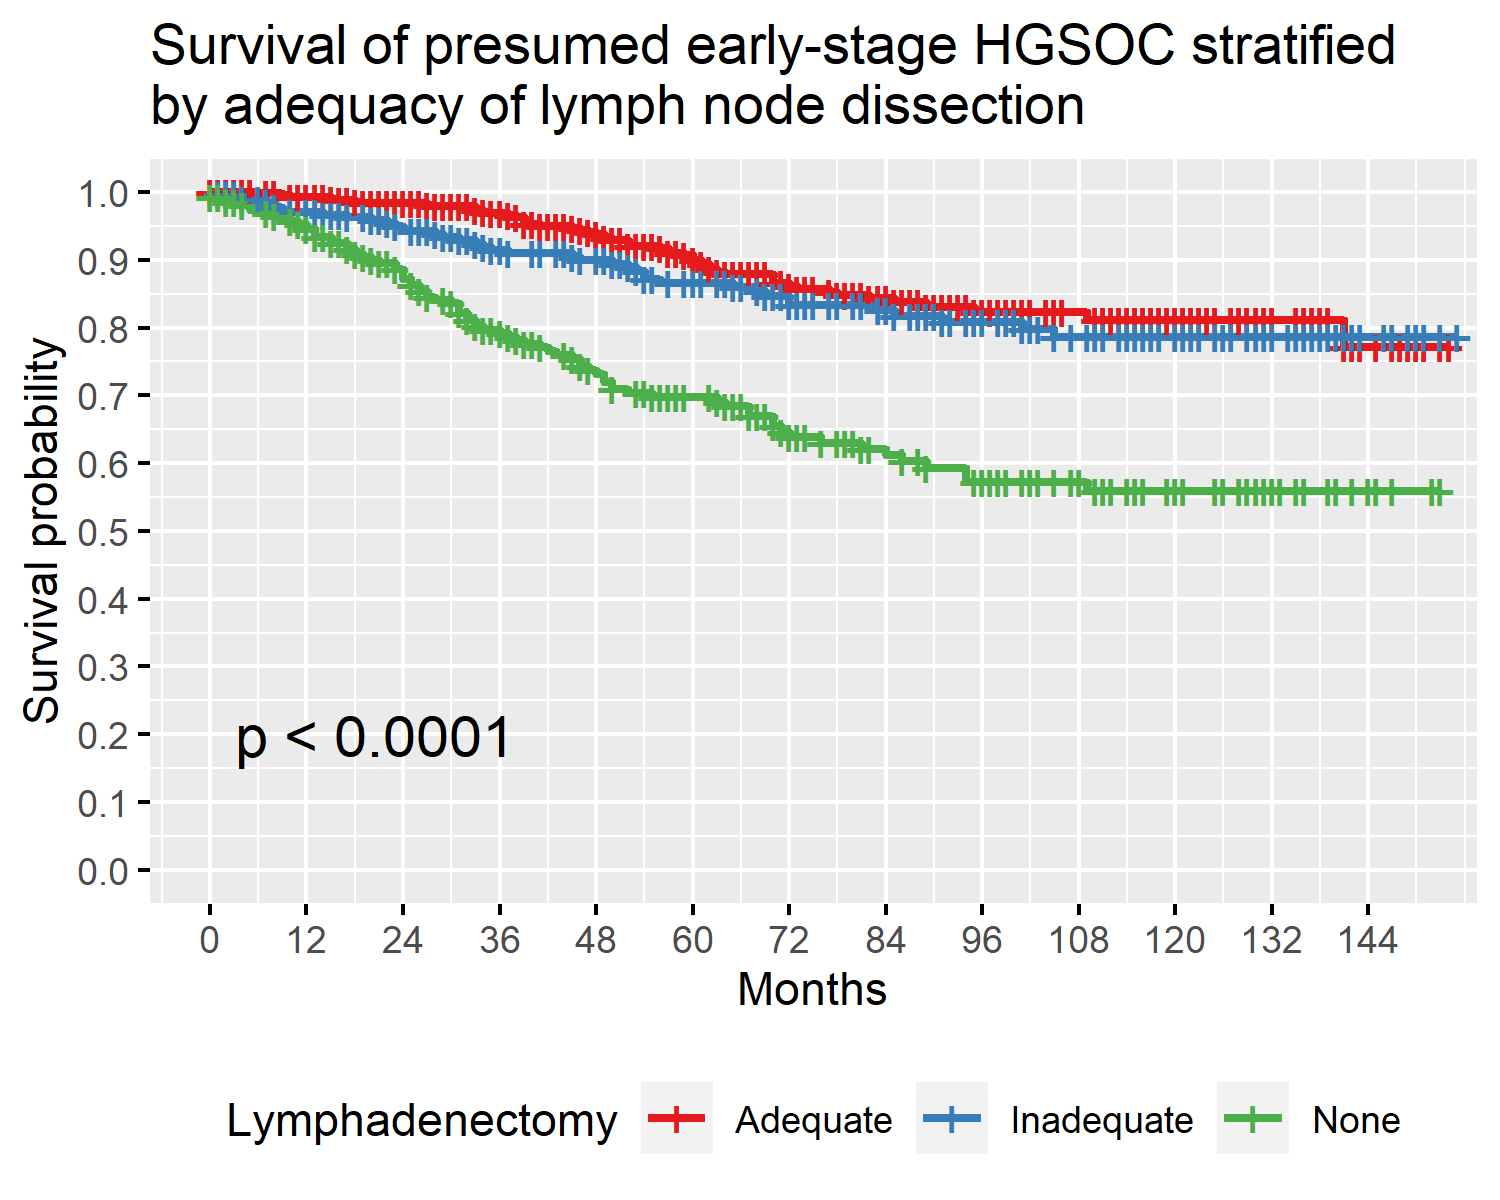 Survival of presumed early-stage HGSOC stratified
by adequacy of lymph node dissection
Survival probability
1.0
0.9
0.8
0.7
0.6
0.5
0.4
0.3
0.2
0.1
0.0
p < 0.0001
0 12 24 36 48 60 72 84 96 108 120 132 144
Months
Lymphadenectomy Adequate Inadequate None